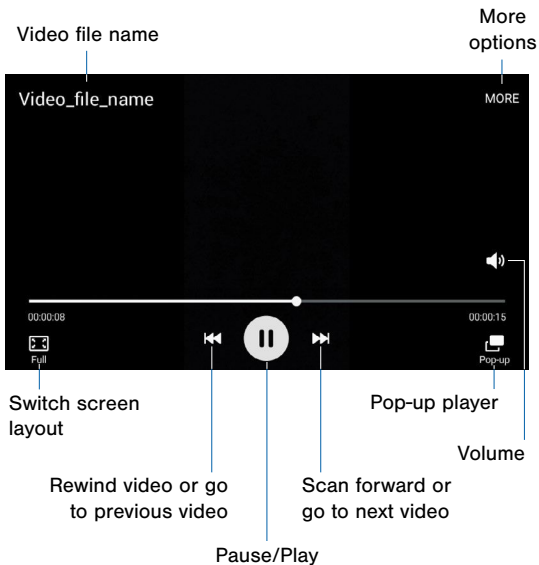 Video file name
More
options
Video_file_name
MORE
00:00:08
00:00:15
Full
Pop-up
Switch screen
layout
Pop-up player
Volume
Rewind video or go
to previous video
Scan forward or
go to next video
Pause/Play